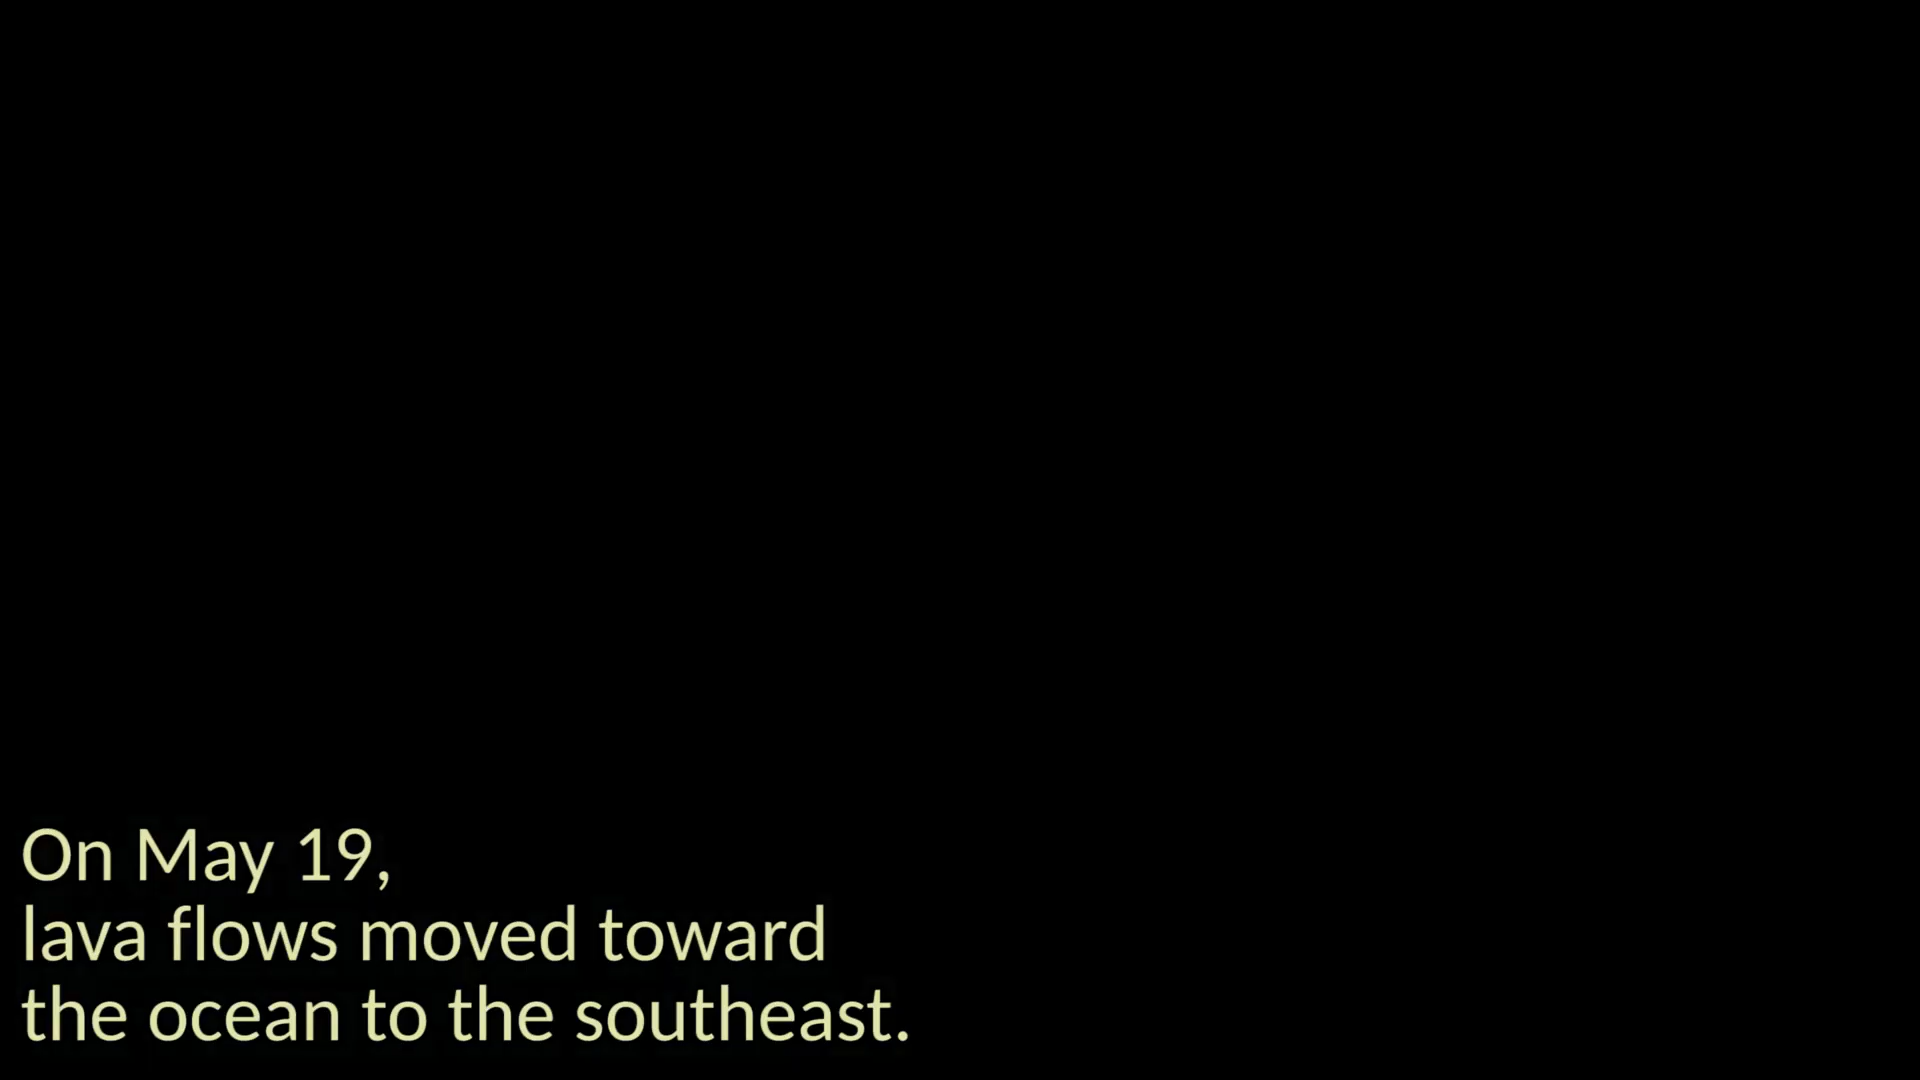 On May 19,
lava flows moved toward
the ocean to the southeast.